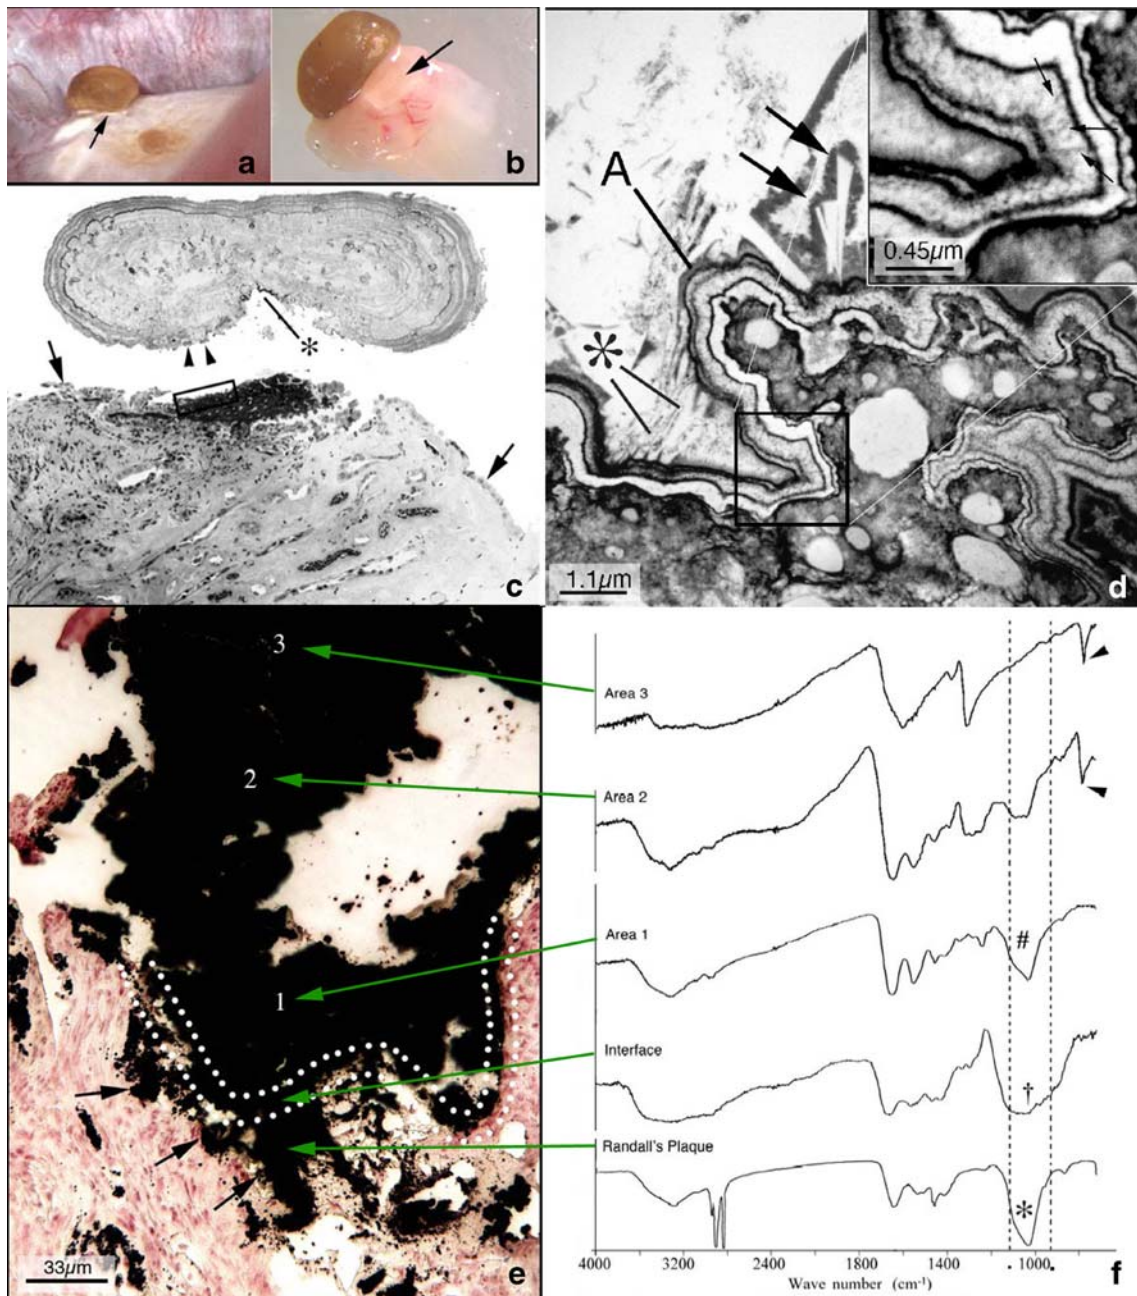 a
b
*
c
A
*
0.45µm
1.1µm
d
3
2
1
33µm
e
Area 3
Area 2
Area 1
#
Interface
†
Randall's Plaque
*
4000 3200 2400 1400 1000
Wave number (cm⁻¹)
f